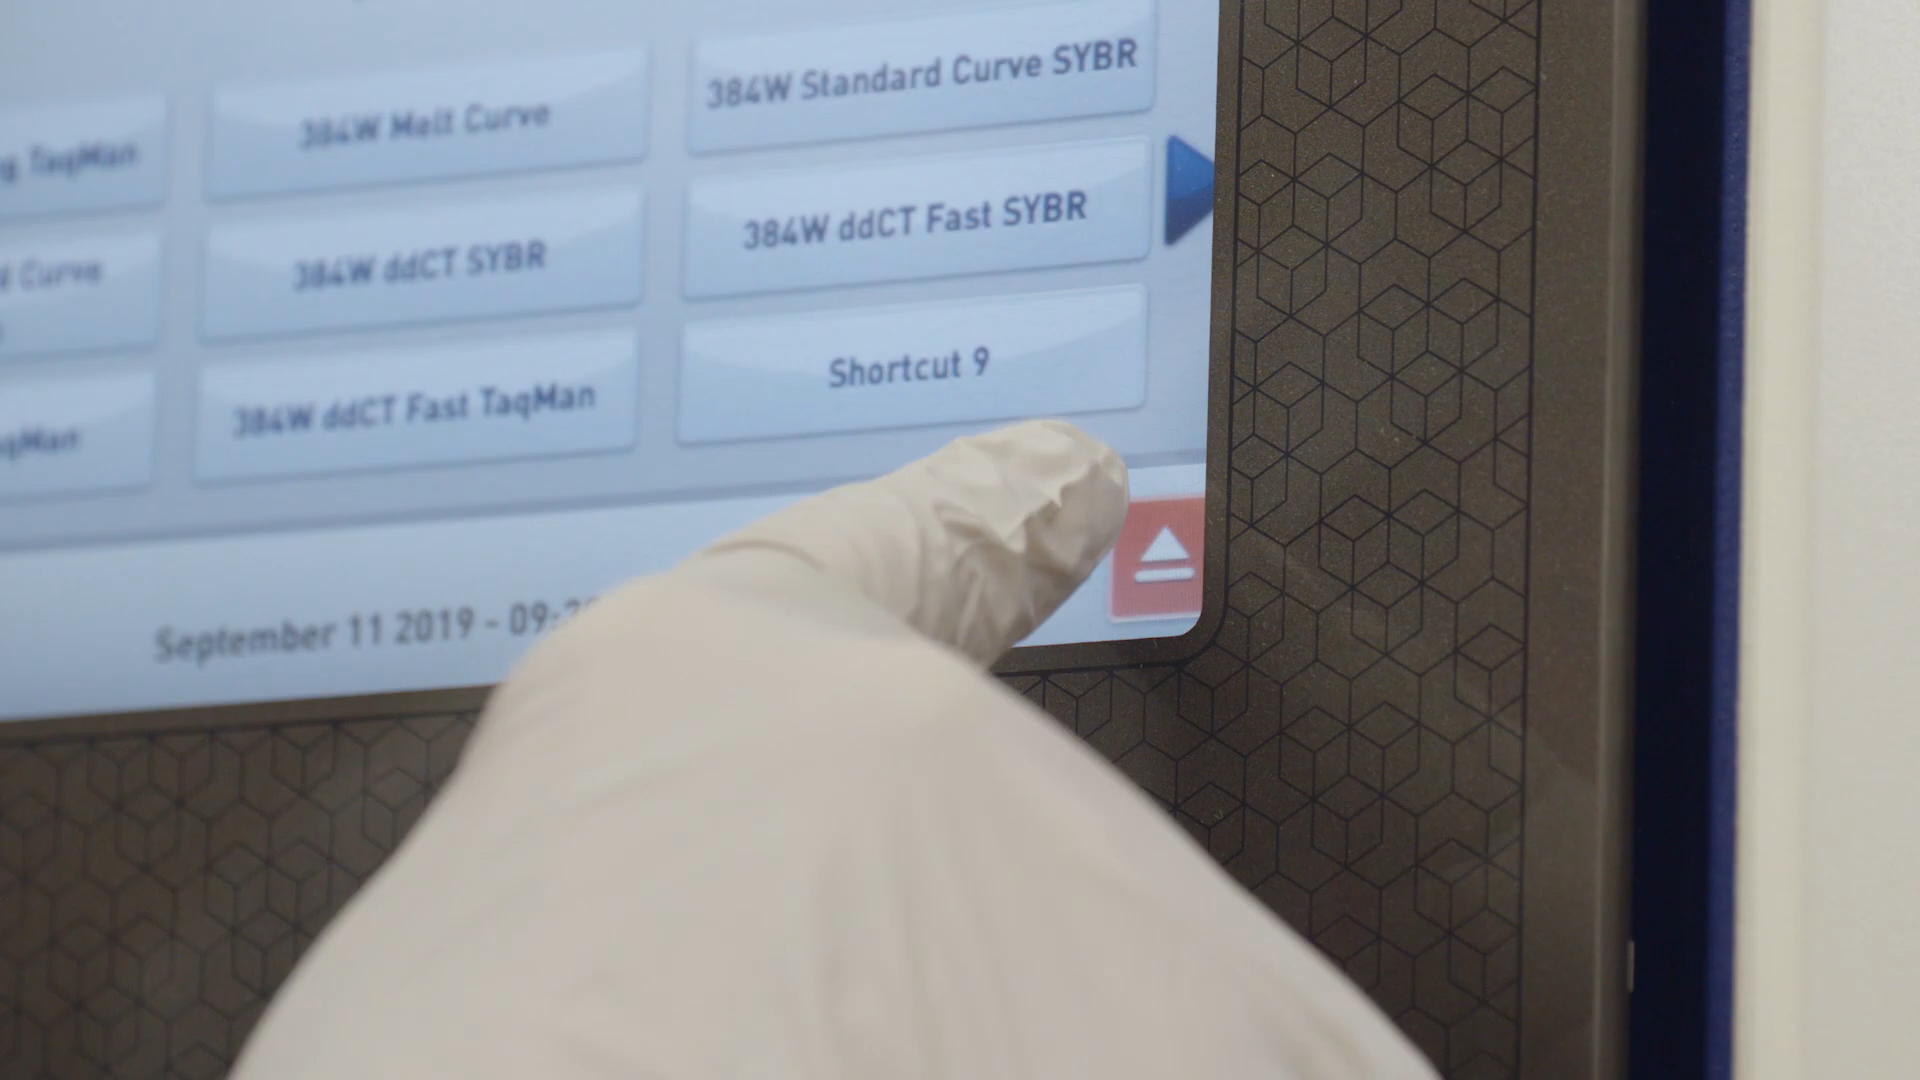 384W Standard Curve SYBR
384W Melt Curve
TaqMan
384W ddCT Fast SYBR
384W ddCT SYBR
Curve
Shortcut 9
384W ddCT Fast TaqMan
September 11 2019 - 09: